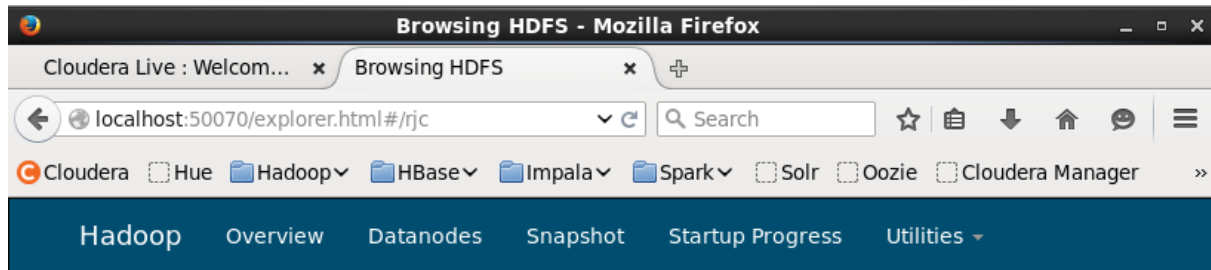 Browsing HDFS - Mozilla Firefox
Cloudera Live : Welcom... Browsing HDFS
localhost:50070/explorer.html#/rjc Search
Cloudera Hue Hadoop HBase Impala Spark Solr Oozie Cloudera Manager »
Hadoop Overview Datanodes Snapshot Startup Progress Utilities